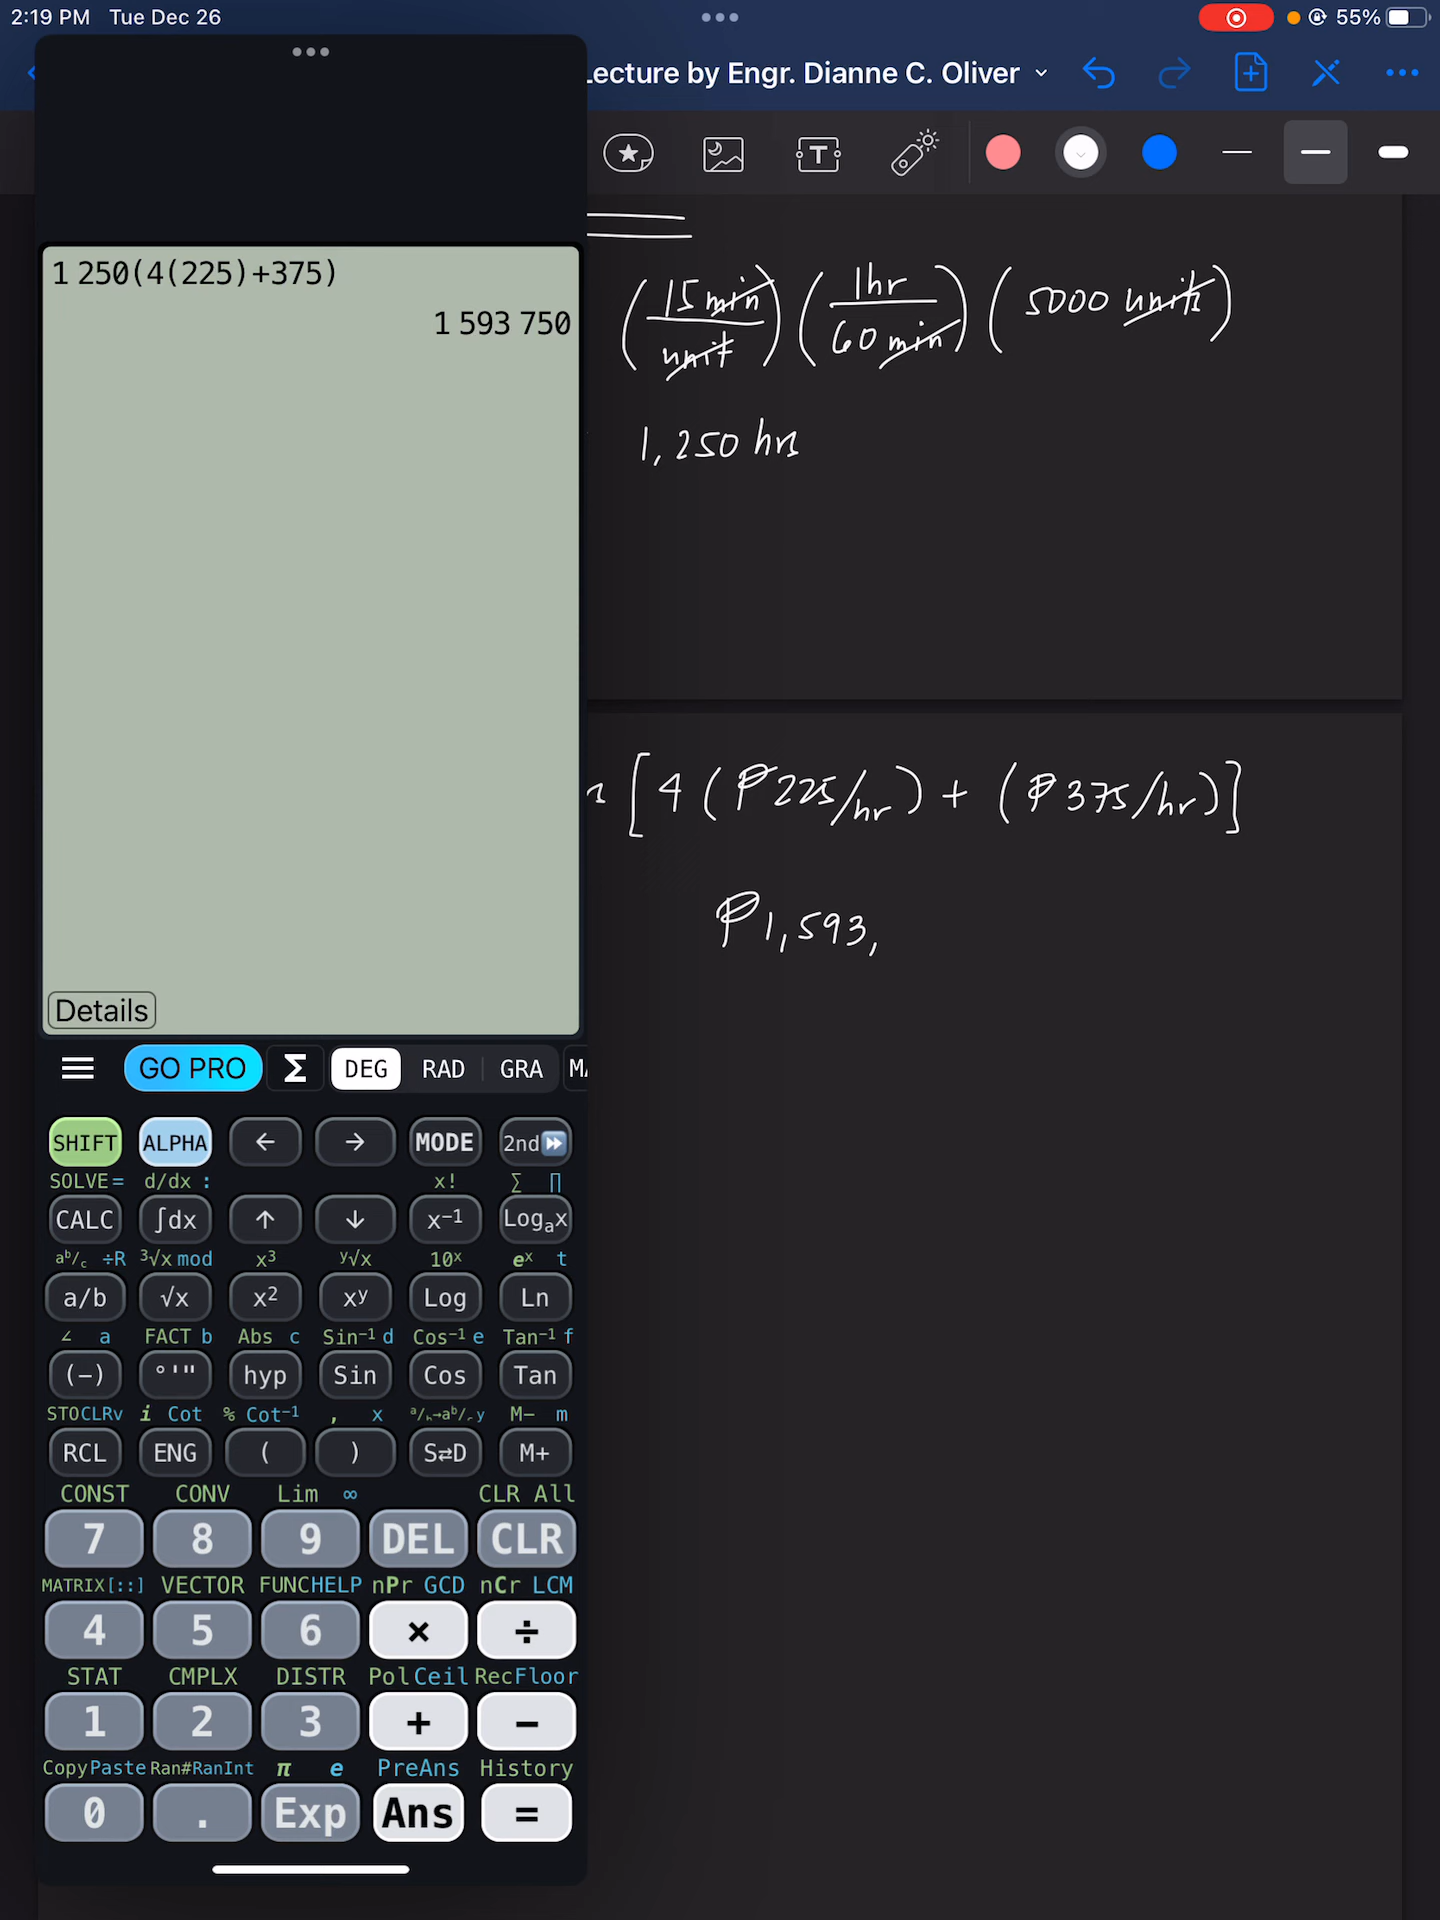 2:19 PM Tue Dec 26
55%
Lecture by Engr. Dianne C. Oliver
T
1 250(4(225)+375)
1 593 750
(15 min/unit) (1hr/60 min) (5000 units)
1,250 hrs
[4 (₱225/hr) + (₱375/hr)]
₱1,593,
Details
GO PRO Σ DEG RAD GRA MA
SHIFT ALPHA ← → MODE 2nd
SOLVE = d/dx : x! ∑ ∏
CALC ∫dx ↑ ↓ x⁻¹ Logₐx
aᵇ/꜀ ÷R ³√x mod x³ ʸ√x 10ˣ eˣ t
a/b √x x² xʸ Log Ln
∠ a FACT b Abs c Sin⁻¹ d Cos⁻¹ e Tan⁻¹ f
(−) °'" hyp Sin Cos Tan
STO CLRv i Cot % Cot⁻¹ , x y M− m
RCL ENG ( ) S⇄D M+
CONST CONV Lim ∞ CLR All
7 8 9 DEL CLR
MATRIX [::] VECTOR FUNC HELP nPr GCD nCr LCM
4 5 6 × ÷
STAT CMPLX DISTR Pol Ceil Rec Floor
1 2 3 + −
Copy Paste Ran# RanInt π e PreAns History
0 . Exp Ans =